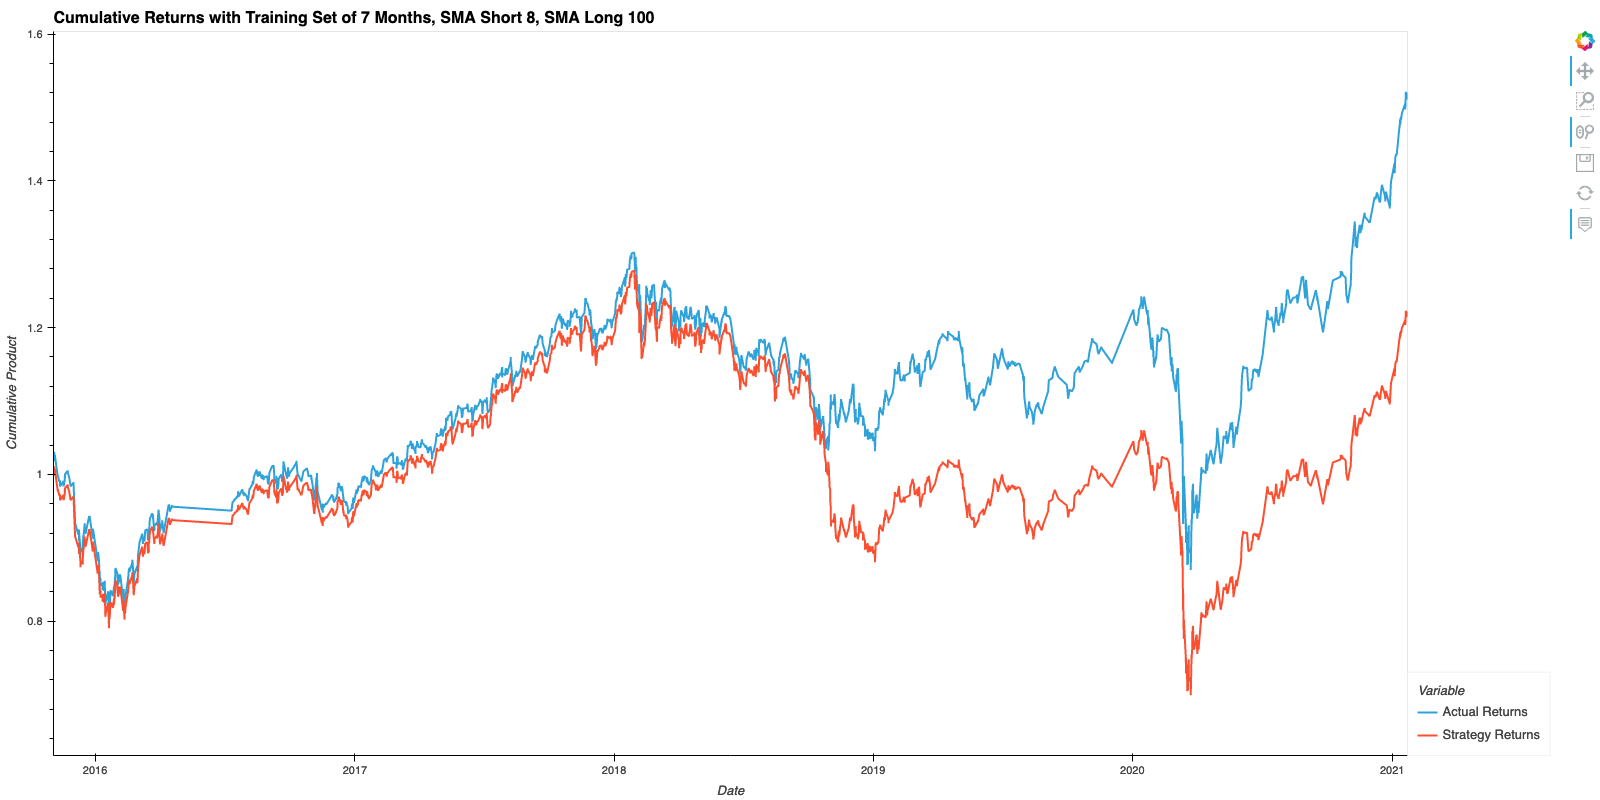 Cumulative Returns with Training Set of 7 Months, SMA Short 8, SMA Long 100
1.6
1.4
1.2
1
0.8
Cumulative Product
2016
2017
2018
2019
2020
2021
Date
Variable
Actual Returns
Strategy Returns